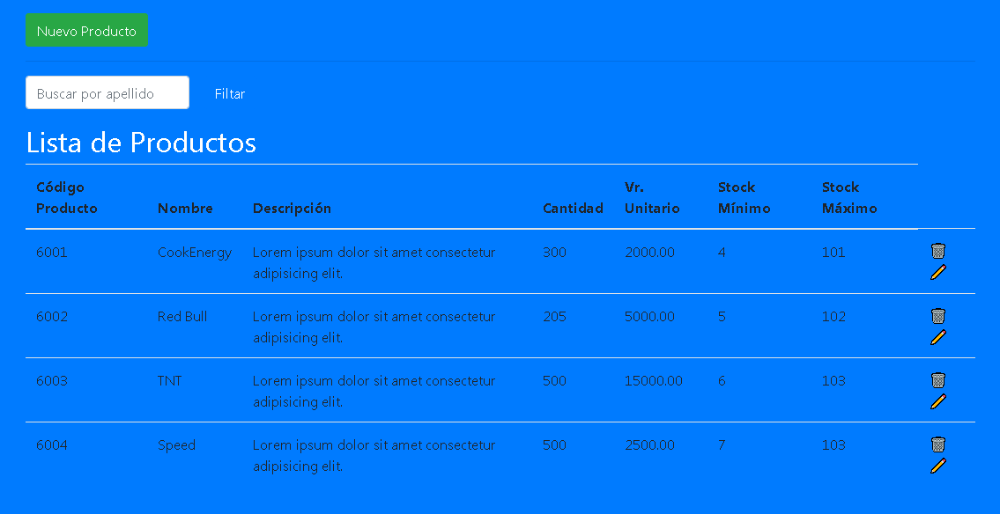 Nuevo Producto
Buscar por apellido Filtar
Lista de Productos
Código Producto Nombre Descripción Cantidad Vr. Unitario Stock Mínimo Stock Máximo
6001 CookEnergy Lorem ipsum dolor sit amet consectetur 300 2000.00 4 101
adipisicing elit.
6002 Red Bull Lorem ipsum dolor sit amet consectetur 205 5000.00 5 102
adipisicing elit.
6003 TNT Lorem ipsum dolor sit amet consectetur 500 15000.00 6 103
adipisicing elit.
6004 Speed Lorem ipsum dolor sit amet consectetur 500 2500.00 7 103
adipisicing elit.